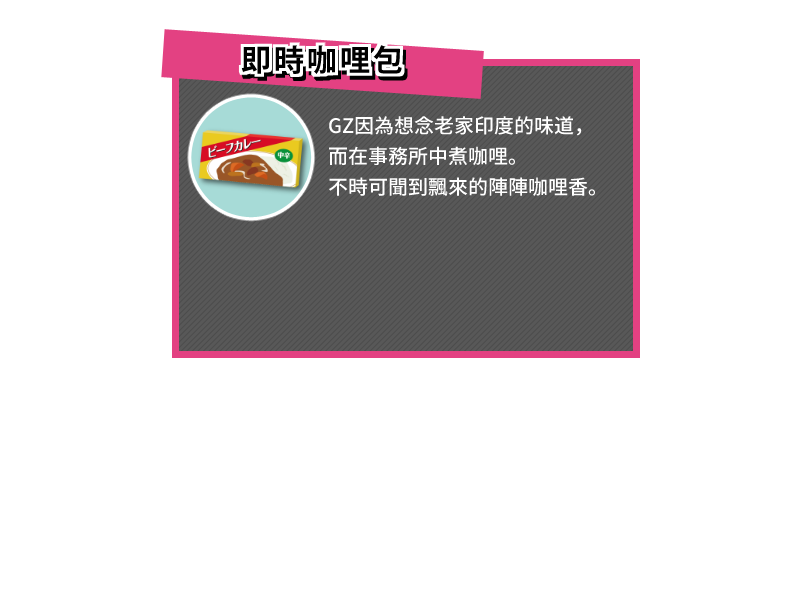 即時咖哩包
ビーフカレー
中辛
GZ因為想念老家印度的味道，
而在事務所中煮咖哩。
不時可聞到飄來的陣陣咖哩香。